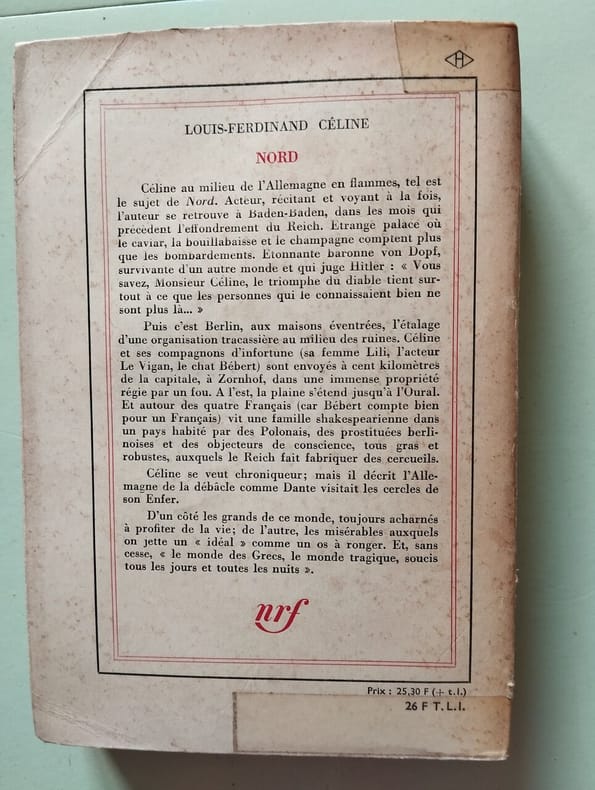 H
LOUIS-FERDINAND CÉLINE
NORD
Céline au milieu de l'Allemagne en flammes, tel est
le sujet de Nord. Acteur, récitant et voyant à la fois,
l'auteur se retrouve à Baden-Baden, dans les mois qui
précèdent l'effondrement du Reich. Etrange palace où
le caviar, la bouillabaisse et le champagne comptent plus
que les bombardements. Etonnante baronne von Dopf,
survivante d'un autre monde et qui juge Hitler : « Vous
savez, Monsieur Céline, le triomphe du diable tient sur-
tout à ce que les personnes qui le connaissaient bien ne
sont plus là... »
Puis c'est Berlin, aux maisons éventrées, l'étalage
d'une organisation tracassière au milieu des ruines. Céline
et ses compagnons d'infortune (sa femme Lili, l'acteur
Le Vigan, le chat Bébert) sont envoyés à cent kilomètres
de la capitale, à Zornhof, dans une immense propriété
régie par un fou. A l'est, la plaine s'étend jusqu'à l'Oural.
Et autour des quatre Français (car Bébert compte bien
pour un Français) vit une famille shakespearienne dans
un pays habité par des Polonais, des prostituées berli-
noises et des objecteurs de conscience, tous gras et
robustes, auxquels le Reich fait fabriquer des cercueils.
Céline se veut chroniqueur ; mais il décrit l'Alle-
magne de la débâcle comme Dante visitait les cercles de
son Enfer.
D'un côté les grands de ce monde, toujours acharnés
à profiter de la vie ; de l'autre, les misérables auxquels
on jette un « idéal » comme un os à ronger. Et, sans
cesse, « le monde des Grecs, le monde tragique, soucis
tous les jours et toutes les nuits ».
nrf
Prix : 25,30 F (+ t.l.)
26 F T.L.I.